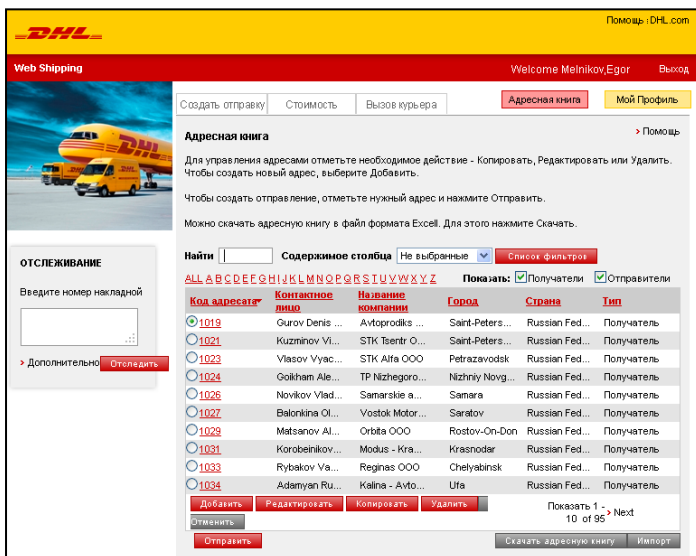 Помощь : DHL.com
DHL
Web Shipping Welcome Melnikov,Egor Выход
Создать отправку Стоимость Вызов курьера Адресная книга Мой Профиль
Адресная книга > Помощь
Для управления адресами отметьте необходимое действие - Копировать, Редактировать или Удалить.
Чтобы создать новый адрес, выберите Добавить.
Чтобы создать отправление, отметьте нужный адрес и нажмите Отправить.
Можно скачать адресную книгу в файл формата Excell. Для этого нажмите Скачать.
Найти Содержимое столбца Не выбранные Список фильтров
ALL A B C D E F G H I J K L M N O P Q R S T U V W X Y Z Показать: Получатели Отправители
Код адресата Контактное лицо Название компании Город Страна Тип
1019 Gurov Denis ... Avtoprodiks ... Saint-Peters... Russian Fed... Получатель
1021 Kuzminov Vi... STK Tsentr O... Saint-Peters... Russian Fed... Получатель
1023 Vlasov Vyac... STK Alfa OOO Petrazavodsk Russian Fed... Получатель
1024 Goikham Ale... TP Nizhegoro... Nizhniy Novg... Russian Fed... Получатель
1026 Novikov Vlad... Samarskie a... Samara Russian Fed... Получатель
1027 Balonkina Ol... Vostok Motor... Saratov Russian Fed... Получатель
1029 Matsanov Al... Orbita OOO Rostov-On-Don Russian Fed... Получатель
1031 Korobeinikov... Modus - Kra... Krasnodar Russian Fed... Получатель
1033 Rybakov Va... Reginas OOO Chelyabinsk Russian Fed... Получатель
1034 Adamyan Ru... Kalina - Avto... Ufa Russian Fed... Получатель
Добавить Редактировать Копировать Удалить
Отменить
Показать 1 -
10 of 95 > Next
Отправить Скачать адресную книгу Импорт
ОТСЛЕЖИВАНИЕ
Введите номер накладной
> Дополнительно Отследить